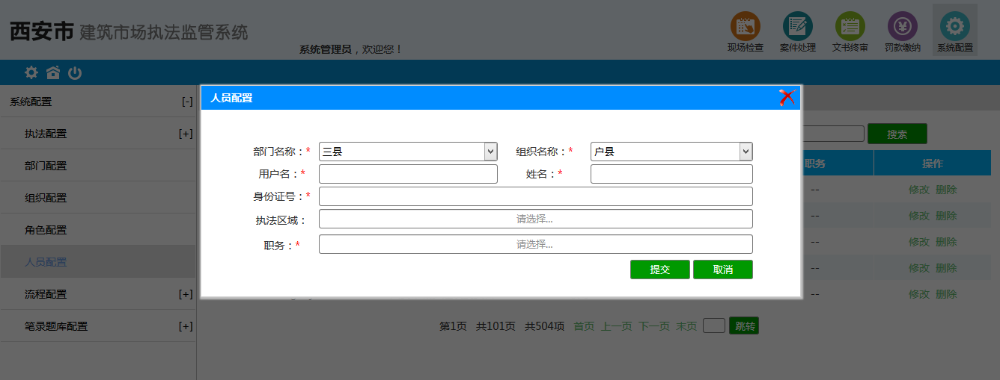 西安市 建筑市场执法监管系统
系统管理员，欢迎您！
现场检查 案件处理 文书终审 罚款缴纳 系统配置
系统配置 [-]
执法配置 [+]
部门配置
组织配置
角色配置
人员配置
流程配置 [+]
笔录题库配置 [+]
人员配置
部门名称：* 三县 组织名称：* 户县
用户名：* 姓名：*
身份证号：*
执法区域： 请选择...
职务：* 请选择...
提交 取消
搜索
职务 操作
-- 修改 删除
-- 修改 删除
-- 修改 删除
-- 修改 删除
-- 修改 删除
第1页 共101页 共504项 首页 上一页 下一页 末页 跳转